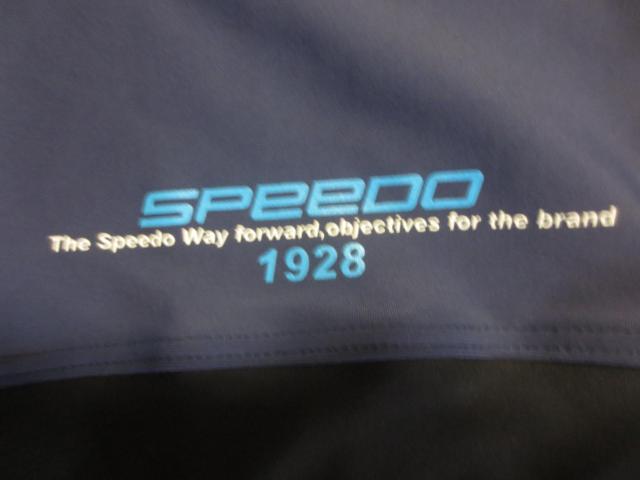 SPEEDO
The Speedo Way forward,objectives for the brand
1928